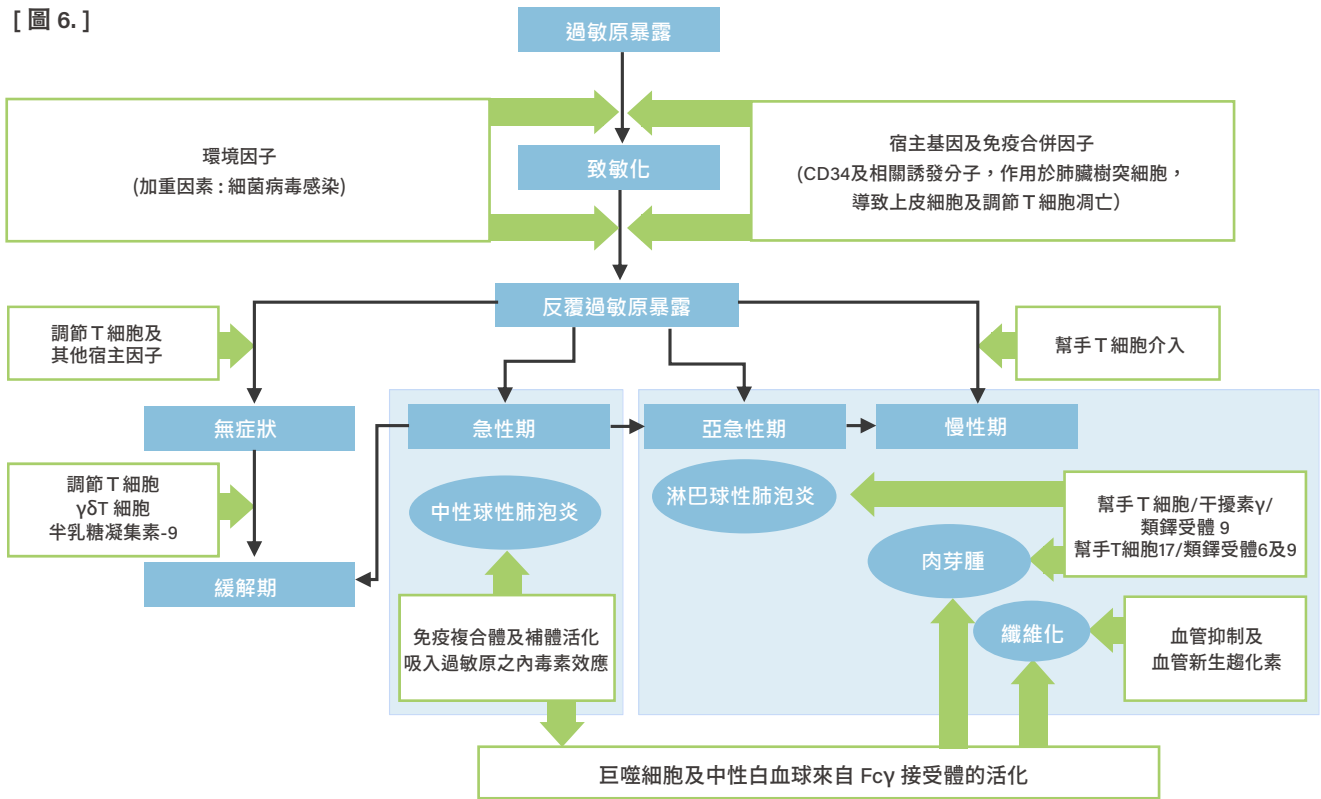 [ 圖 6. ]
過敏原暴露
環境因子
(加重因素 : 細菌病毒感染)
宿主基因及免疫合併因子
(CD34及相關誘發分子，作用於肺臟樹突細胞，
導致上皮細胞及調節T細胞凋亡)
致敏化
反覆過敏原暴露
調節T細胞及
其他宿主因子
幫手T細胞介入
無症狀
急性期
亞急性期
慢性期
調節T細胞
γδT 細胞
半乳糖凝集素-9
中性球性肺泡炎
淋巴球性肺泡炎
幫手T細胞/干擾素γ/
類鐸受體 9
幫手T細胞17/類鐸受體6及9
肉芽腫
緩解期
免疫複合體及補體活化
吸入過敏原之內毒素效應
纖維化
血管抑制及
血管新生趨化素
巨噬細胞及中性白血球來自 Fcγ 接受體的活化